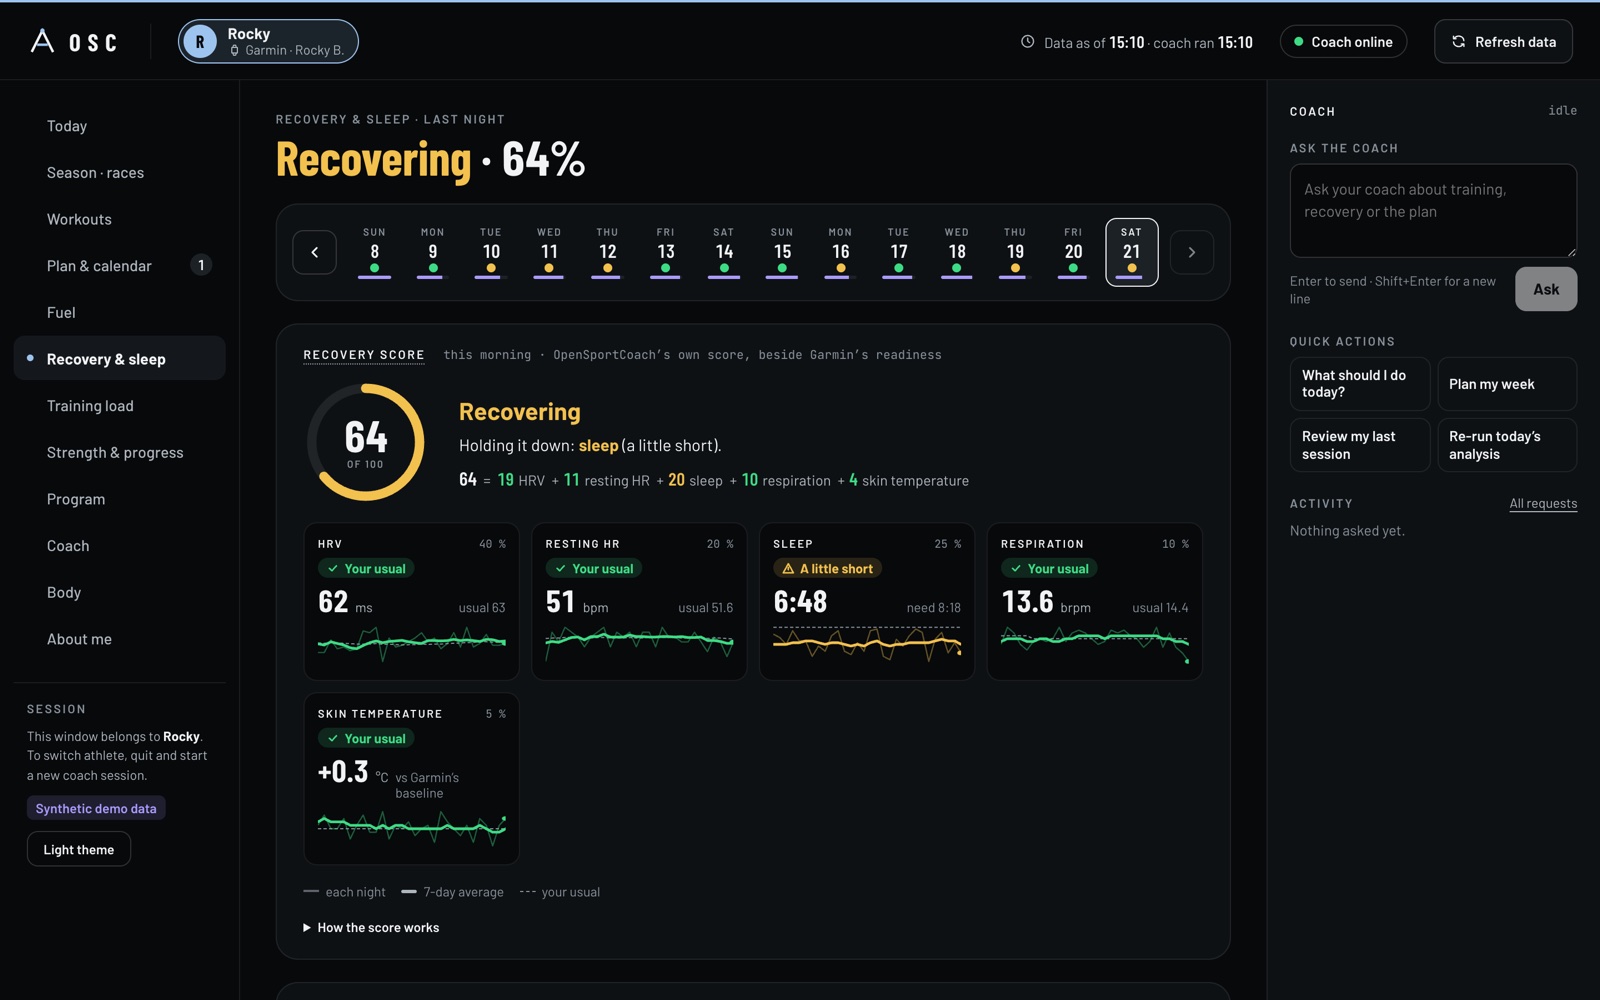 OSC
R
Rocky
Garmin · Rocky B.
Data as of 15:10 · coach ran 15:10
Coach online
Refresh data
Today
Season · races
Workouts
Plan & calendar
1
Fuel
Recovery & sleep
Training load
Strength & progress
Program
Coach
Body
About me
SESSION
This window belongs to Rocky.
To switch athlete, quit and start
a new coach session.
Synthetic demo data
Light theme
RECOVERY & SLEEP · LAST NIGHT
Recovering · 64%
SUN
8
MON
9
TUE
10
WED
11
THU
12
FRI
13
SAT
14
SUN
15
MON
16
TUE
17
WED
18
THU
19
FRI
20
SAT
21
RECOVERY SCORE this morning · OpenSportCoach's own score, beside Garmin's readiness
64
OF 100
Recovering
Holding it down: sleep (a little short).
64 = 19 HRV + 11 resting HR + 20 sleep + 10 respiration + 4 skin temperature
HRV 40 %
Your usual
62 ms usual 63
RESTING HR 20 %
Your usual
51 bpm usual 51.6
SLEEP 25 %
A little short
6:48 need 8:18
RESPIRATION 10 %
Your usual
13.6 brpm usual 14.4
SKIN TEMPERATURE 5 %
Your usual
+0.3 °C vs Garmin's
baseline
each night 7-day average your usual
How the score works
COACH idle
ASK THE COACH
Ask your coach about training,
recovery or the plan
Enter to send · Shift+Enter for a new
line
Ask
QUICK ACTIONS
What should I do
today?
Plan my week
Review my last
session
Re-run today's
analysis
ACTIVITY All requests
Nothing asked yet.